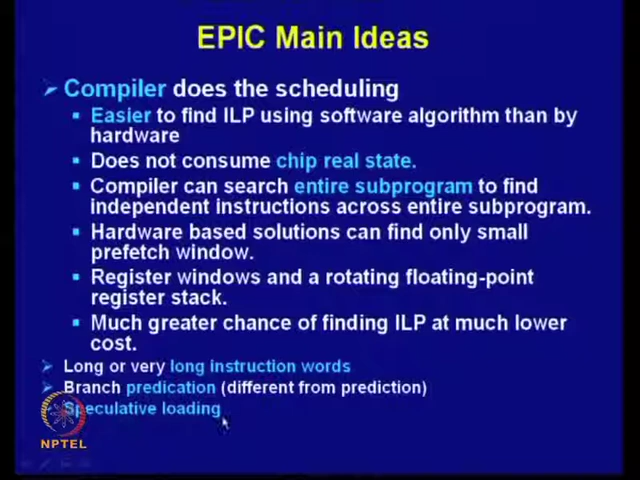 EPIC Main Ideas
Compiler does the scheduling
Easier to find ILP using software algorithm than by
hardware
Does not consume chip real state.
Compiler can search entire subprogram to find
independent instructions across entire subprogram.
Hardware based solutions can find only small
prefetch window.
Register windows and a rotating floating-point
register stack.
Much greater chance of finding ILP at much lower
cost.
Long or very long instruction words
Branch predication (different from prediction)
Speculative loading
NPTEL